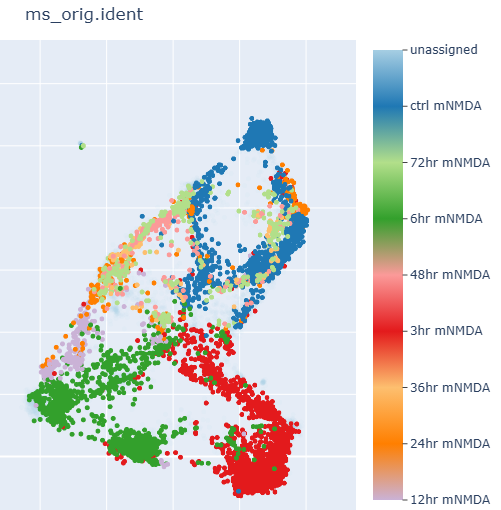 ms_orig.ident
unassigned
ctrl mNMDA
72hr mNMDA
6hr mNMDA
48hr mNMDA
3hr mNMDA
36hr mNMDA
24hr mNMDA
12hr mNMDA